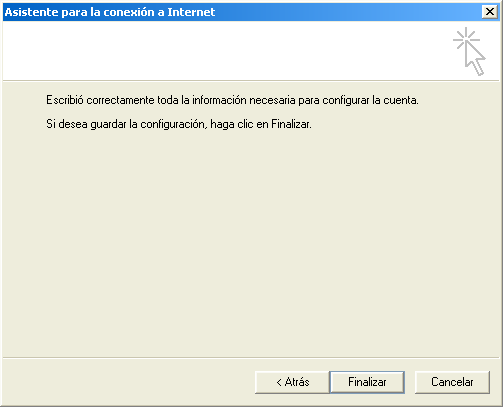 Asistente para la conexión a Internet
Escribió correctamente toda la información necesaria para configurar la cuenta.
Si desea guardar la configuración, haga clic en Finalizar.
< Atrás
Finalizar
Cancelar